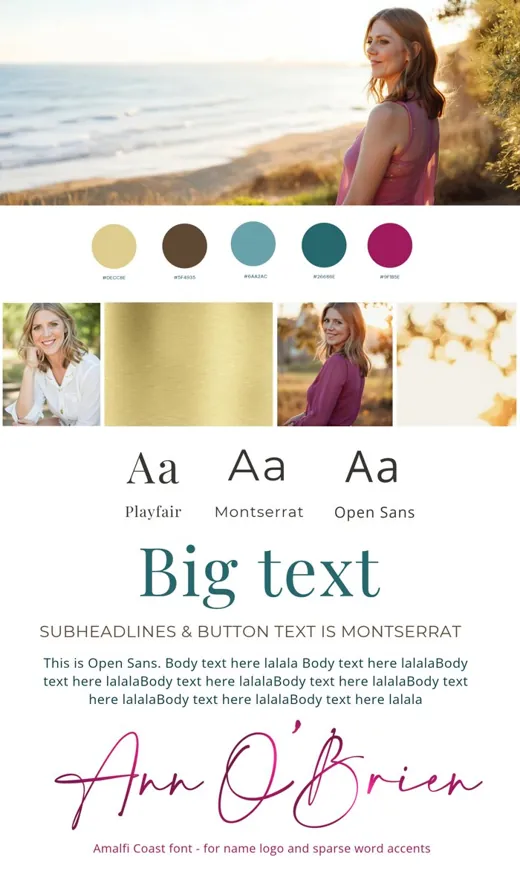 Aa Aa Aa
Playfair Montserrat Open Sans
Big text
SUBHEADLINES & BUTTON TEXT IS MONTSERRAT
This is Open Sans. Body text here lalala Body text here lalalaBody
text here lalalaBody text here lalalaBody text here lalalaBody text
here lalalaBody text here lalalaBody text here lalala
Ann O'Brien
Amalfi Coast font - for name logo and sparse word accents